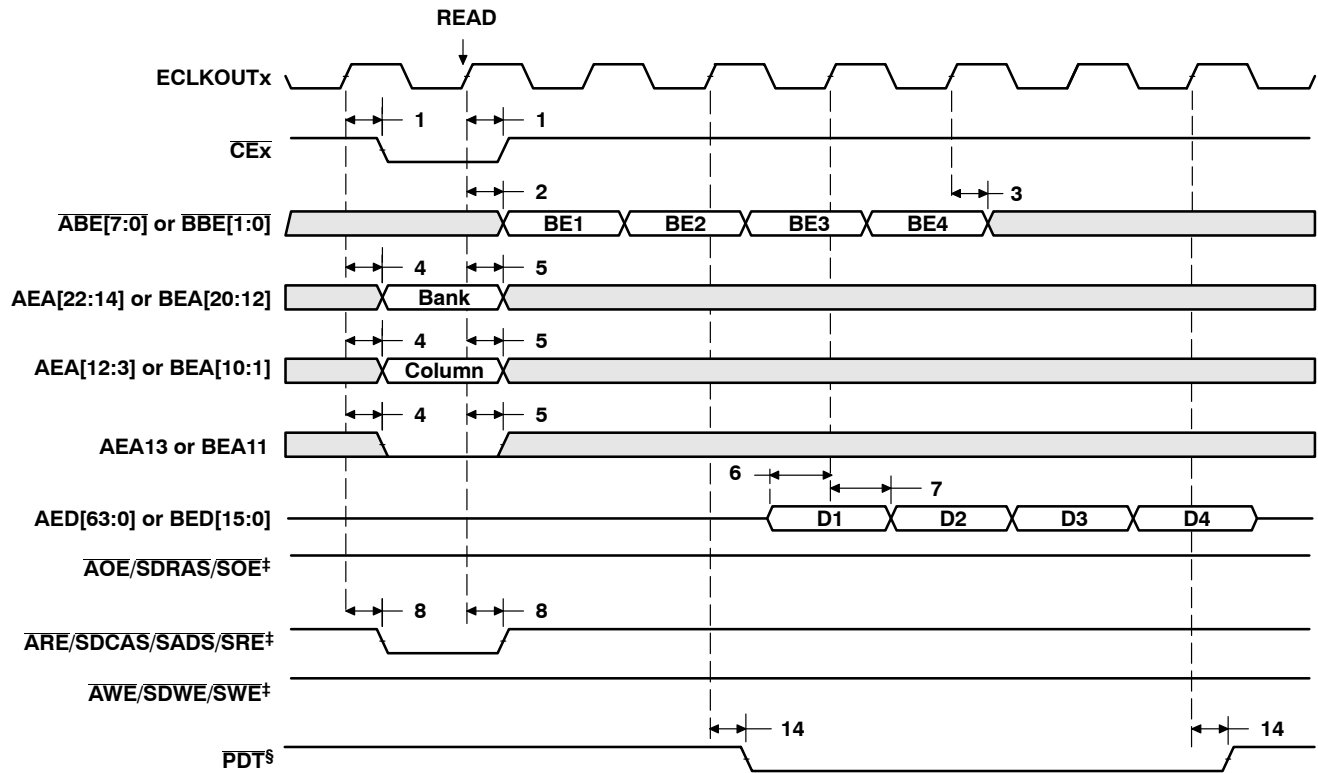 READ
ECLKOUTx
1 1
CEx
2 3
ABE[7:0] or BBE[1:0] BE1 BE2 BE3 BE4
4 5
AEA[22:14] or BEA[20:12] Bank
4 5
AEA[12:3] or BEA[10:1] Column
4 5
AEA13 or BEA11
6 7
AED[63:0] or BED[15:0] D1 D2 D3 D4
AOE/SDRAS/SOE‡
8 8
ARE/SDCAS/SADS/SRE‡
AWE/SDWE/SWE‡
14 14
PDT§